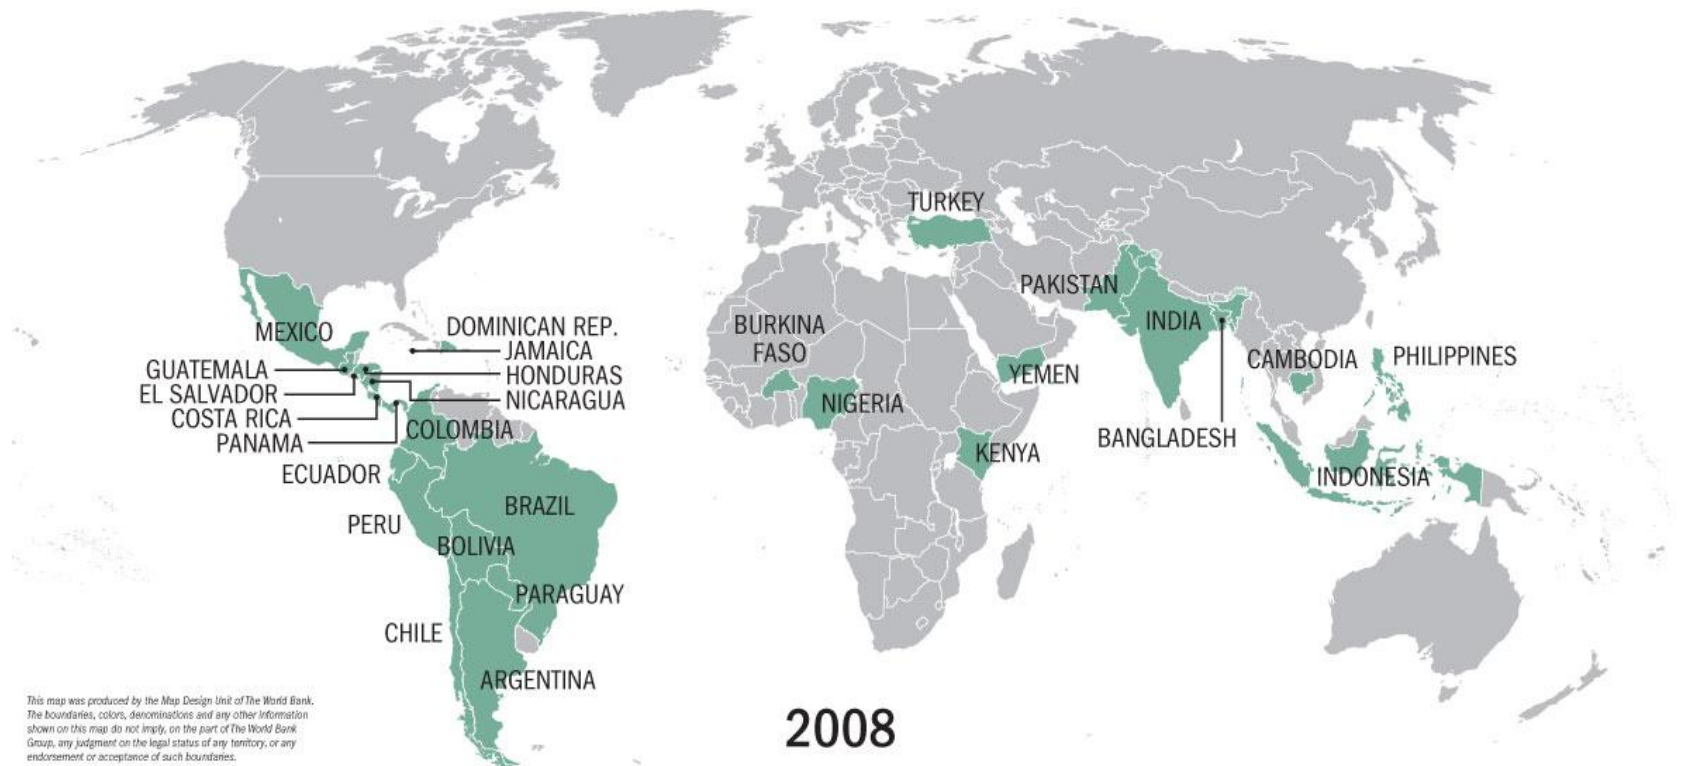 TURKEY
PAKISTAN
INDIA
BURKINA
FASO
MEXICO
DOMINICAN REP.
JAMAICA
HONDURAS
NICARAGUA
GUATEMALA
EL SALVADOR
COSTA RICA
PANAMA
COLOMBIA
ECUADOR
PERU
BRAZIL
BOLIVIA
PARAGUAY
CHILE
ARGENTINA
YEMEN
NIGERIA
KENYA
CAMBODIA
PHILIPPINES
BANGLADESH
INDONESIA
2008
This map was produced by the Map Design Unit of The World Bank.
The boundaries, colors, denominations and any other information
shown on this map do not imply, on the part of The World Bank
Group, any judgment on the legal status of any territory, or any
endorsement or acceptance of such boundaries.